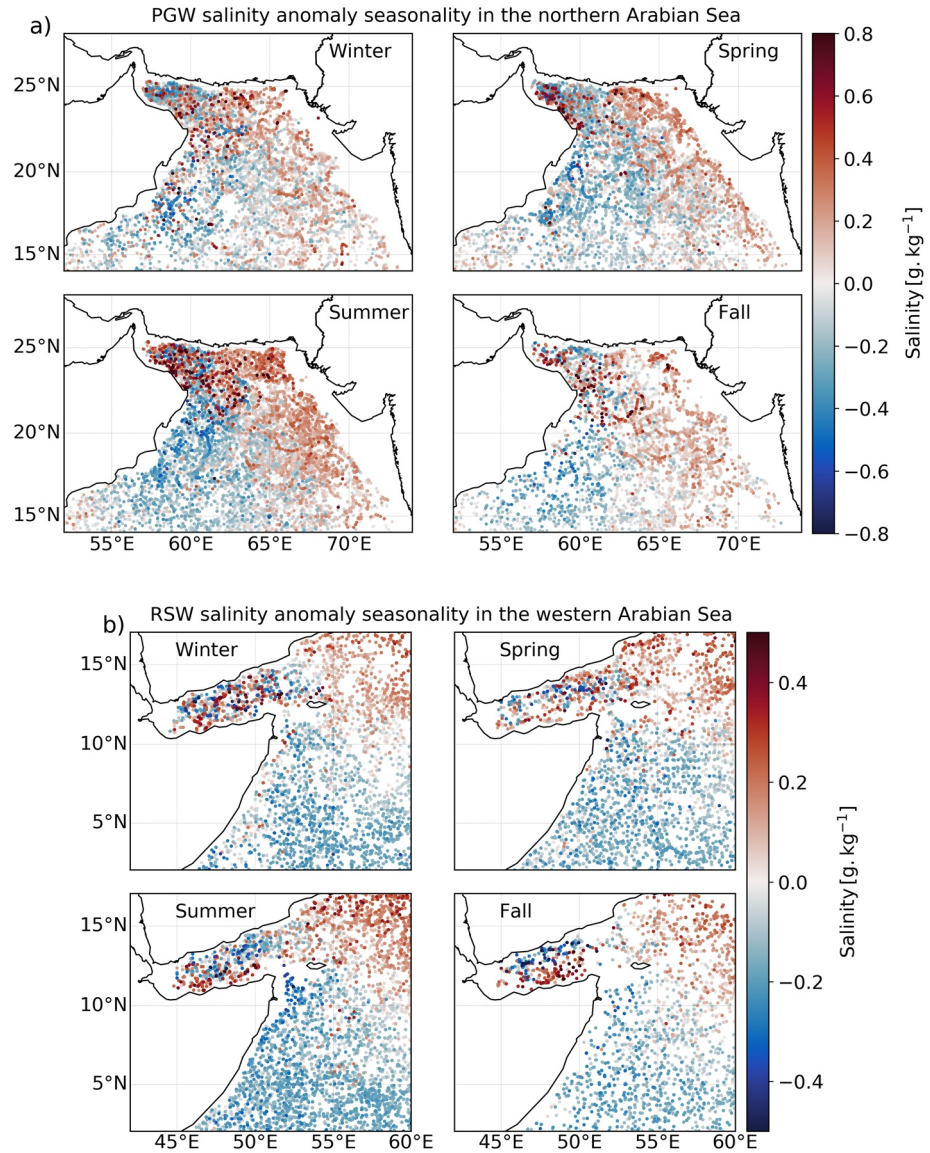 PGW salinity anomaly seasonality in the northern Arabian Sea
a)
Winter
Spring
25°N
20°N
15°N
Summer
Fall
25°N
20°N
15°N
55°E 60°E 65°E 70°E
55°E 60°E 65°E 70°E
0.8
0.6
0.4
0.2
0.0
−0.2
−0.4
−0.6
−0.8
Salinity [g. kg⁻¹]
RSW salinity anomaly seasonality in the western Arabian Sea
b)
Winter
Spring
15°N
10°N
5°N
Summer
Fall
15°N
10°N
5°N
45°E 50°E 55°E 60°E
45°E 50°E 55°E 60°E
0.4
0.2
0.0
−0.2
−0.4
Salinity [g. kg⁻¹]